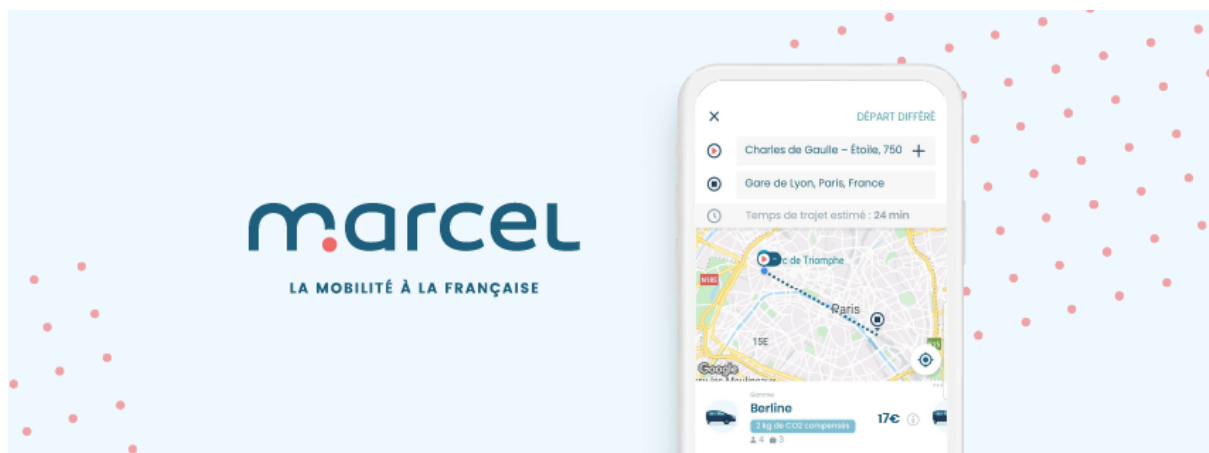 marcel
LA MOBILITÉ À LA FRANÇAISE
DÉPART DIFFÉRÉ
Charles de Gaulle – Étoile, 750
Gare de Lyon, Paris, France
Temps de trajet estimé : 24 min
Arc de Triomphe
Paris
15E
Google
Gamme
Berline
17€
2 kg de CO2 compensés
4 3